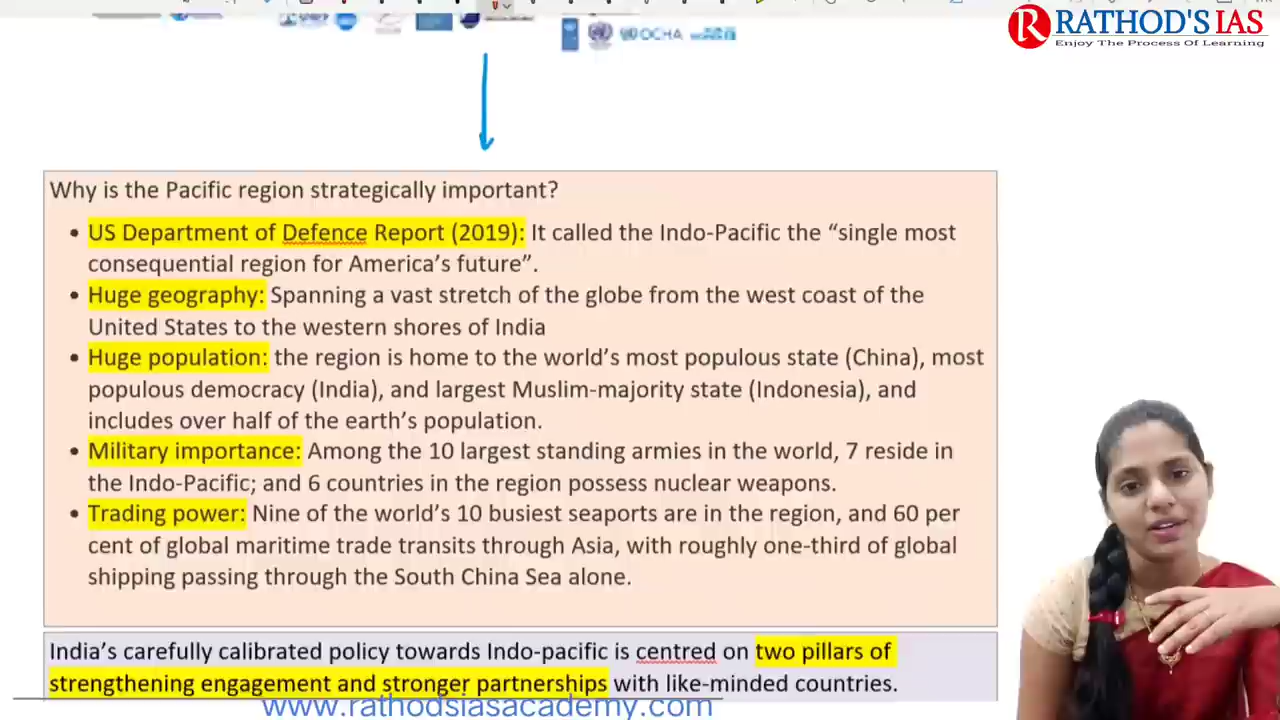 RATHOD'S IAS
Enjoy The Process Of Learning
OCHA
Why is the Pacific region strategically important?
• US Department of Defence Report (2019): It called the Indo-Pacific the “single most
consequential region for America’s future”.
• Huge geography: Spanning a vast stretch of the globe from the west coast of the
United States to the western shores of India
• Huge population: the region is home to the world’s most populous state (China), most
populous democracy (India), and largest Muslim-majority state (Indonesia), and
includes over half of the earth’s population.
• Military importance: Among the 10 largest standing armies in the world, 7 reside in
the Indo-Pacific; and 6 countries in the region possess nuclear weapons.
• Trading power: Nine of the world’s 10 busiest seaports are in the region, and 60 per
cent of global maritime trade transits through Asia, with roughly one-third of global
shipping passing through the South China Sea alone.
India’s carefully calibrated policy towards Indo-pacific is centred on two pillars of
strengthening engagement and stronger partnerships with like-minded countries.
www.rathodsiasacademy.com